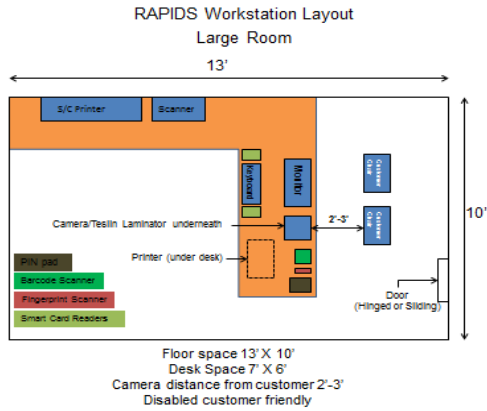 RAPIDS Workstation Layout
Large Room
13'
S/C Printer
Scanner
Keyboard
Monitor
Customer
Chair
Customer
Chair
Camera/Teslin Laminator underneath
2'-3'
10'
Printer (under desk)
PIN pad
Barcode Scanner
Fingerprint Scanner
Smart Card Readers
Door
(Hinged or Sliding)
Floor space 13' X 10'
Desk Space 7' X 6'
Camera distance from customer 2'-3'
Disabled customer friendly